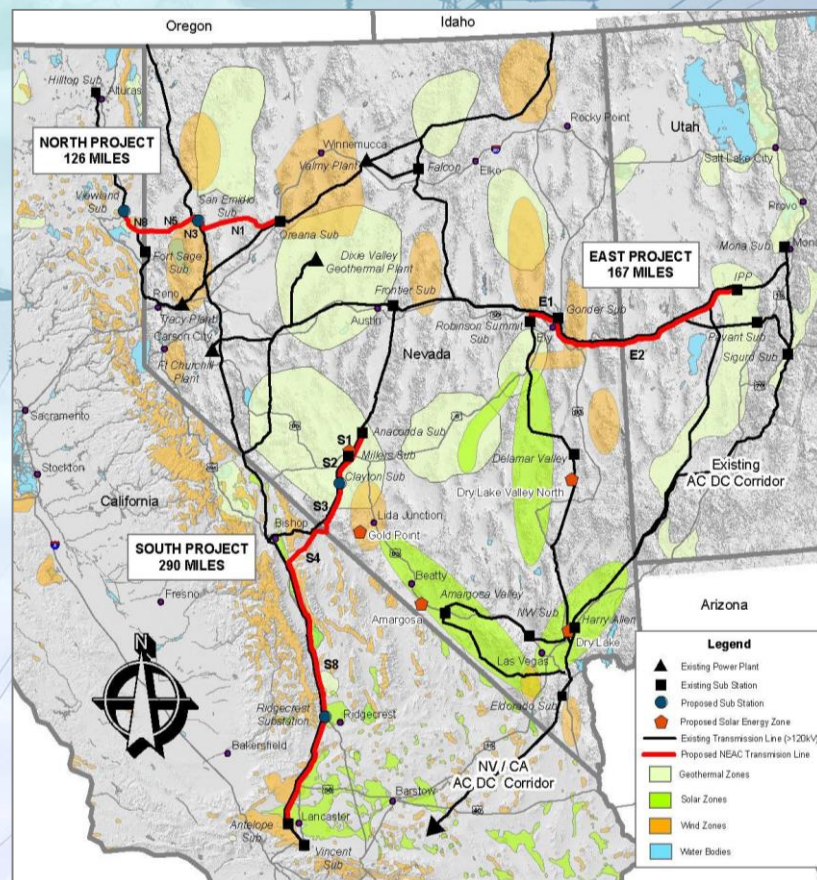 Oregon
Idaho
Hilltop Sub
Alturas
NORTH PROJECT
126 MILES
Viewland
Sub
N8
N5
San Emidio
Sub
N3
N1
Oreana Sub
Fort Sage
Sub
Winnemucca
Valmy Plant
Falcon
Elko
Rocky Point
Utah
Salt Lake City
Provo
Mona Sub
Dixie Valley
Geothermal Plant
Reno
Tracy Plant
Carson City
Ft Churchill
Plant
Frontier Sub
Austin
Nevada
EAST PROJECT
167 MILES
E1
Gonder Sub
Robinson Summit
Sub
Ely
E2
IPP
Pavant Sub
Sigurd Sub
Sacramento
Stockton
California
S1
Anaconda Sub
S2
Millers Sub
Clayton Sub
S3
Lida Junction
Gold Point
Bishop
S4
SOUTH PROJECT
290 MILES
Fresno
Delamar Valley
Dry Lake Valley North
Existing
AC DC Corridor
Beatty
Amargosa Valley
Amargosa
NW Sub
Harry Allen
Dry Lake
Las Vegas
Eldorado Sub
Arizona
N
S8
Ridgecrest
Substation
Ridgecrest
Bakersfield
NV / CA
AC DC Corridor
Barstow
Antelope
Sub
Lancaster
Vincent Sub
Legend
Existing Power Plant
Existing Sub Station
Proposed Sub Station
Proposed Solar Energy Zone
Existing Transmission Line (>120kV)
Proposed NEAC Transmision Line
Geothermal Zones
Solar Zones
Wind Zones
Water Bodies